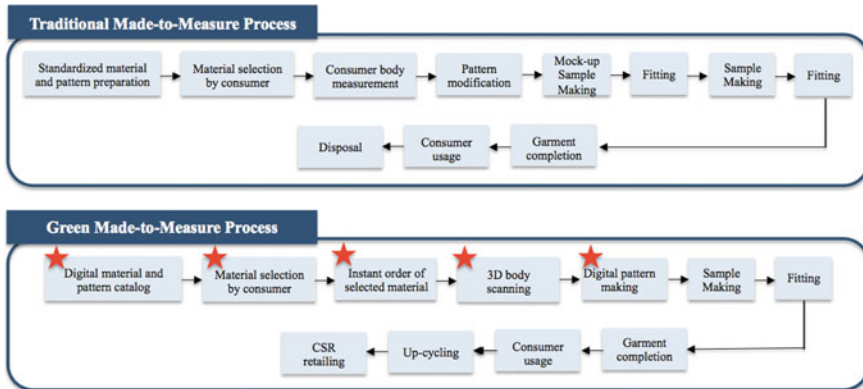 Traditional Made-to-Measure Process
Standardized material
and pattern preparation
Material selection
by consumer
Consumer body
measurement
Pattern
modification
Mock-up
Sample
Making
Fitting
Sample
Making
Fitting
Garment
completion
Consumer
usage
Disposal
Green Made-to-Measure Process
Digital material and
pattern catalog
Material selection
by consumer
Instant order of
selected material
3D body
scanning
Digital pattern
making
Sample
Making
Fitting
Garment
completion
Consumer
usage
Up-cycling
CSR
retailing